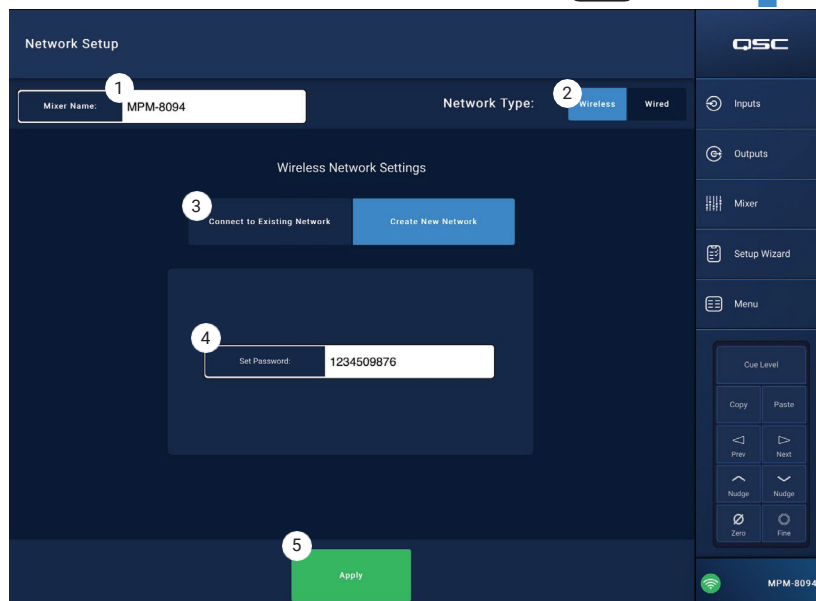 Network Setup
QSC
1
Mixer Name: MPM-8094
Network Type:
2
Wireless Wired
Inputs
Outputs
Mixer
Setup Wizard
Menu
Wireless Network Settings
3
Connect to Existing Network Create New Network
4
Set Password: 1234509876
Cue Level
Copy Paste
Prev Next
Nudge Nudge
Zero Fine
5
Apply
MPM-8094